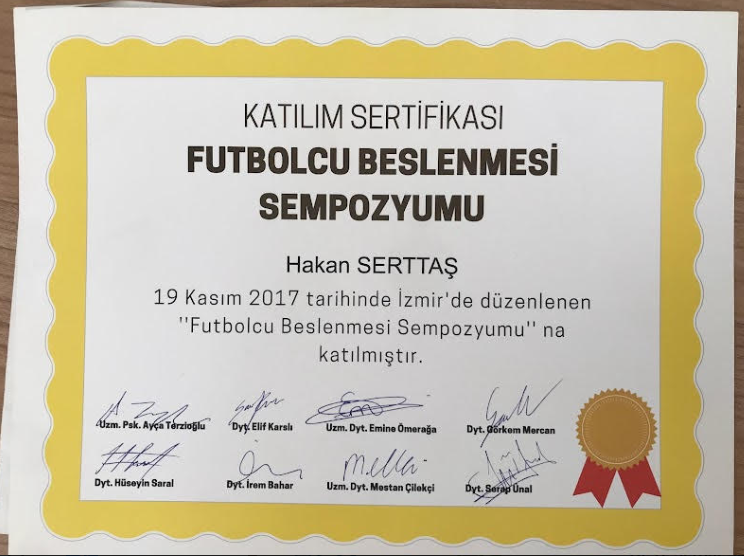 KATILIM SERTİFİKASI
FUTBOLCU BESLENMESİ
SEMPOZYUMU
Hakan SERTTAŞ
19 Kasım 2017 tarihinde İzmir'de düzenlenen
"Futbolcu Beslenmesi Sempozyumu" na
katılmıştır.
Uzm. Psk. Ayça Terzioğlu Dyt. Elif Karslı Uzm. Dyt. Emine Ömerağa Dyt. Görkem Mercan
Dyt. Hüseyin Saral Dyt. İrem Bahar Uzm. Dyt. Mestan Çilekçi Dyt. Serap Ünal